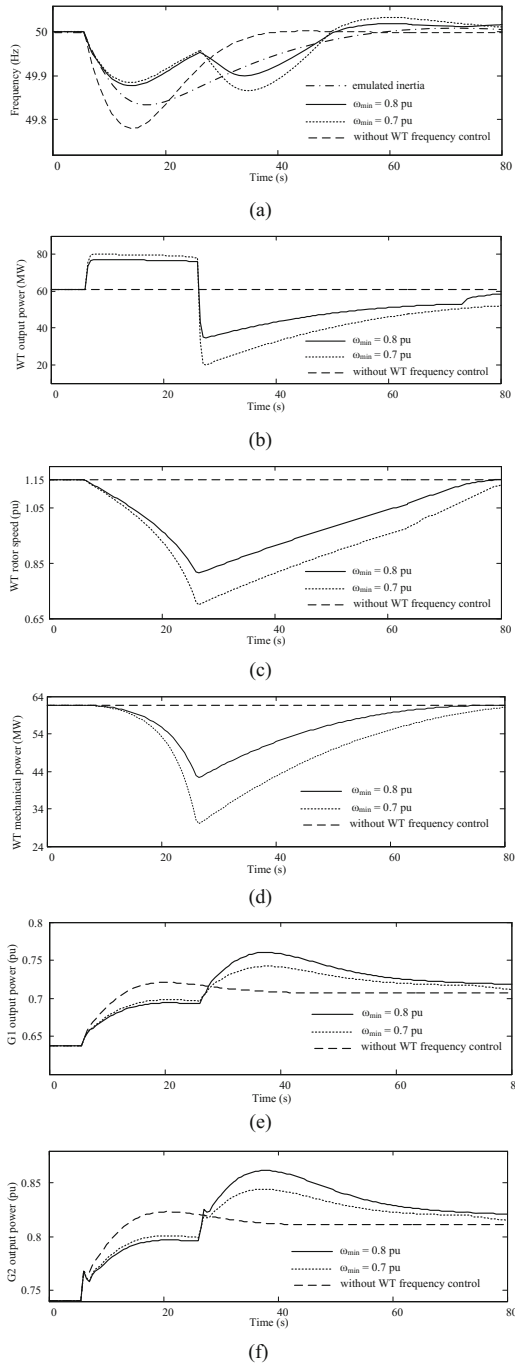 50
49.9
49.8
Frequency (Hz)
emulated inertia
ωmin = 0.8 pu
ωmin = 0.7 pu
without WT frequency control
0 20 40 60 80
Time (s)
(a)
80
60
40
20
WT output power (MW)
ωmin = 0.8 pu
ωmin = 0.7 pu
without WT frequency control
0 20 40 60 80
Time (s)
(b)
1.15
1.05
0.85
0.65
WT rotor speed (pu)
ωmin = 0.8 pu
ωmin = 0.7 pu
without WT frequency control
0 20 40 60 80
Time (s)
(c)
64
54
44
34
24
WT mechanical power (MW)
ωmin = 0.8 pu
ωmin = 0.7 pu
without WT frequency control
0 20 40 60 80
Time (s)
(d)
0.8
0.75
0.7
0.65
G1 output power (pu)
ωmin = 0.8 pu
ωmin = 0.7 pu
without WT frequency control
0 20 40 60 80
Time (s)
(e)
0.85
0.8
0.75
G2 output power (pu)
ωmin = 0.8 pu
ωmin = 0.7 pu
without WT frequency control
0 20 40 60 80
Time (s)
(f)